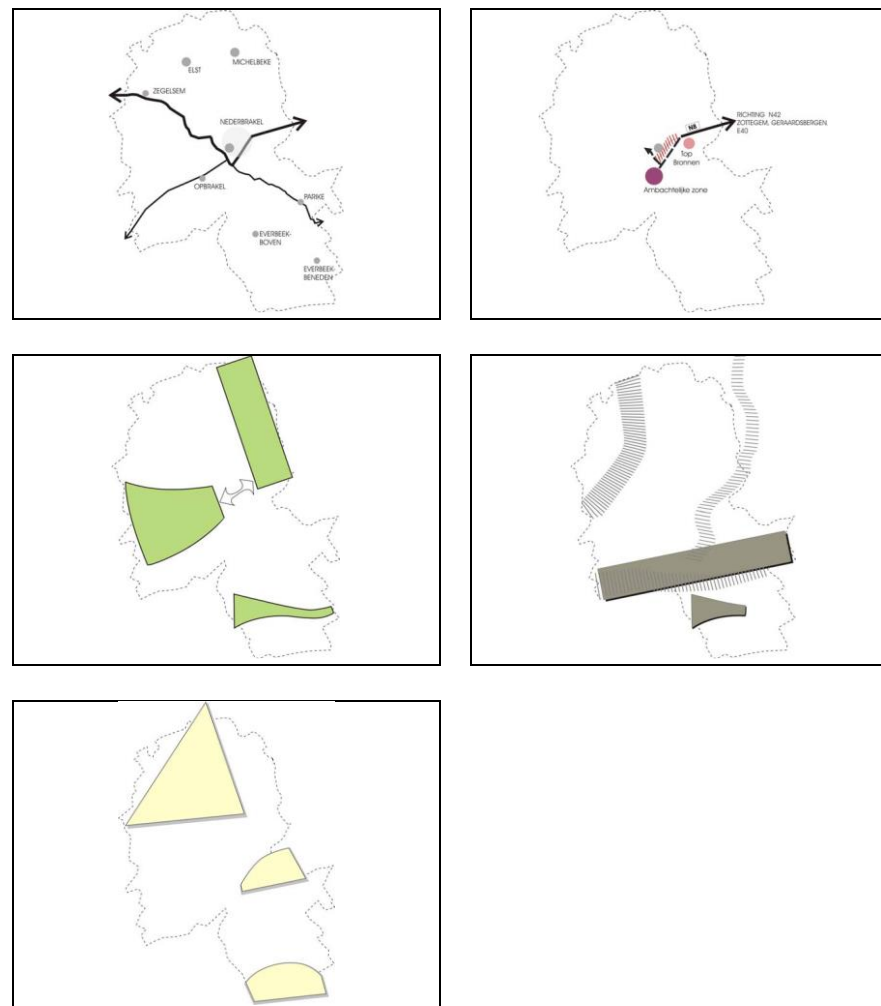 ELST
MICHELBEKE
ZEGELSEM
NEDERBRAKEL
OPBRAKEL
PARIKE
EVERBEEK-
BOVEN
EVERBEEK-
BENEDEN
N8
RICHTING N42
ZOTTEGEM, GERAARDSBERGEN,
E40
Top
Bronnen
Ambachtelijke zone